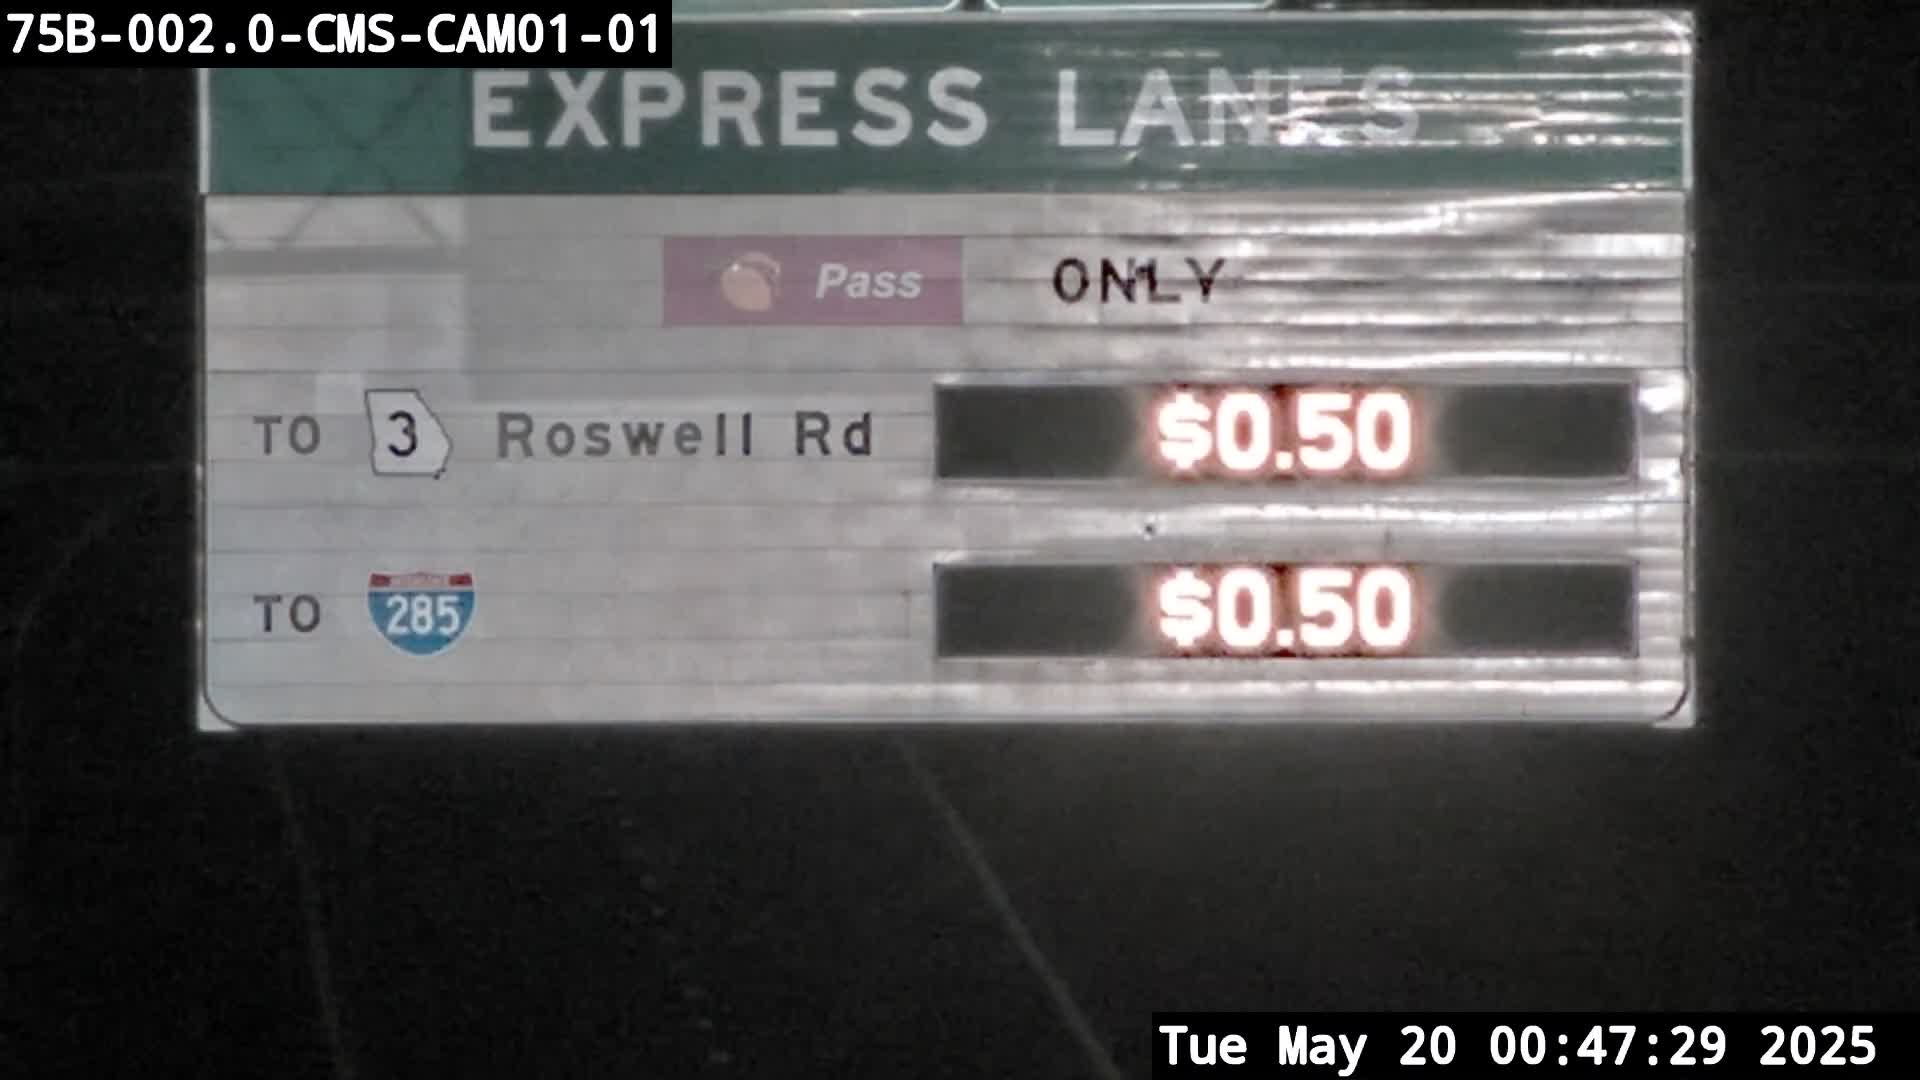 75B-002.0-CMS-CAM01-01
EXPRESS LANES
Pass ONLY
TO 3 Roswell Rd $0.50
TO 285 $0.50
Tue May 20 00:47:29 2025